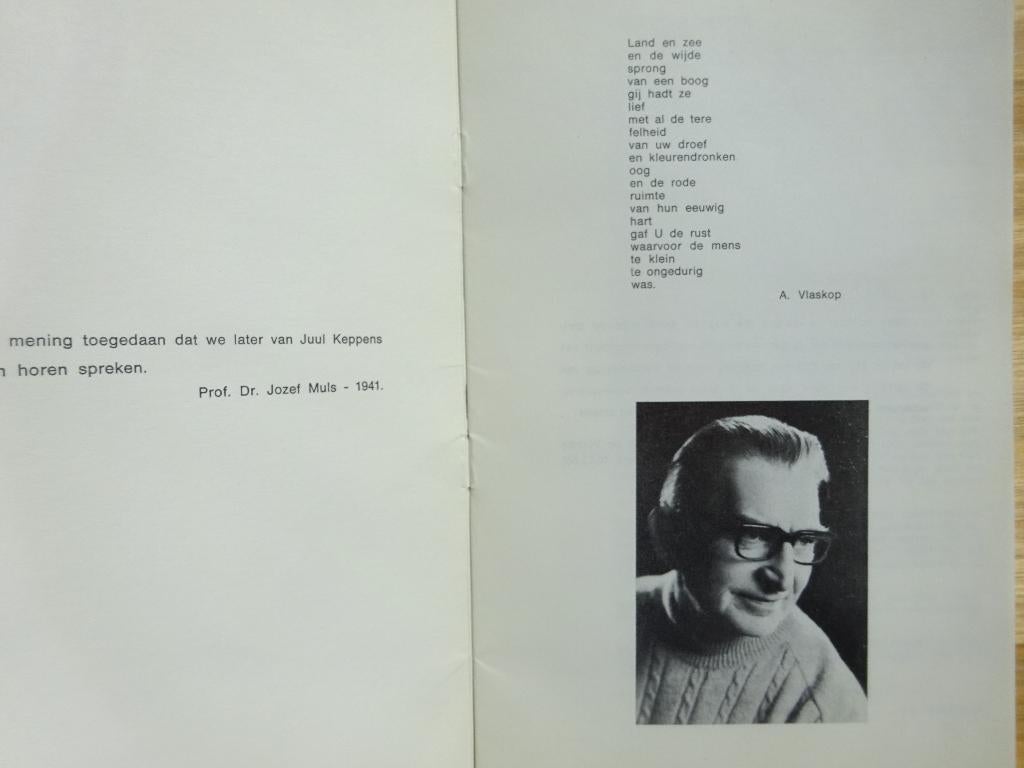 mening toegedaan dat we later van Juul Keppens
horen spreken.
Prof. Dr. Jozef Muls - 1941.
Land en zee
en de wijde
sprong
van een boog
gij hadt ze
lief
met al de tere
felheid
van uw droef
en kleurendronken
oog
en de rode
ruimte
van hun eeuwig
hart
gaf U de rust
waarvoor de mens
te klein
te ongedurig
was.
A. Vlaskop